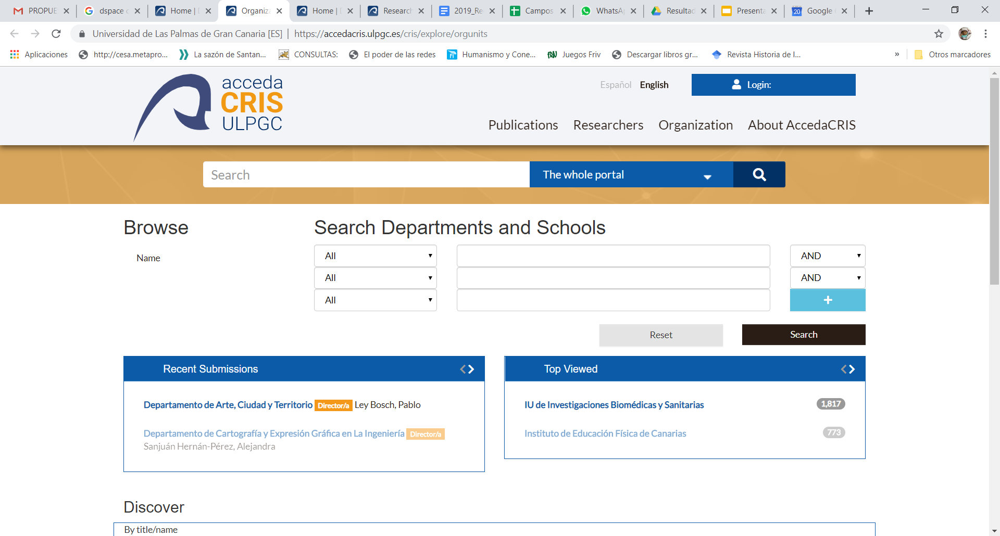 PROPUE
dspace c
Home | D
Organiza
Home | D
Research
2019_Re
Campos
WhatsAp
Resultad
Presenta
20
Google
Universidad de Las Palmas de Gran Canaria [ES] | https://accedacris.ulpgc.es/cris/explore/orgunits
Aplicaciones
http://cesa.metapro...
La sazón de Santan...
CONSULTAS:
El poder de las redes
Humanismo y Cone...
Juegos Friv
Descargar libros gr...
Revista Historia de l...
»
Otros marcadores
acceda
CRIS
ULPGC
Español English
Login:
Publications Researchers Organization About AccedaCRIS
Search
The whole portal
Browse
Name
Search Departments and Schools
All AND
All AND
All +
Reset Search
Recent Submissions
Departamento de Arte, Ciudad y Territorio Director/a Ley Bosch, Pablo
Departamento de Cartografía y Expresión Gráfica en La Ingeniería Director/a
Sanjuán Hernán-Pérez, Alejandra
Top Viewed
IU de Investigaciones Biomédicas y Sanitarias 1,817
Instituto de Educación Física de Canarias 773
Discover
By title/name